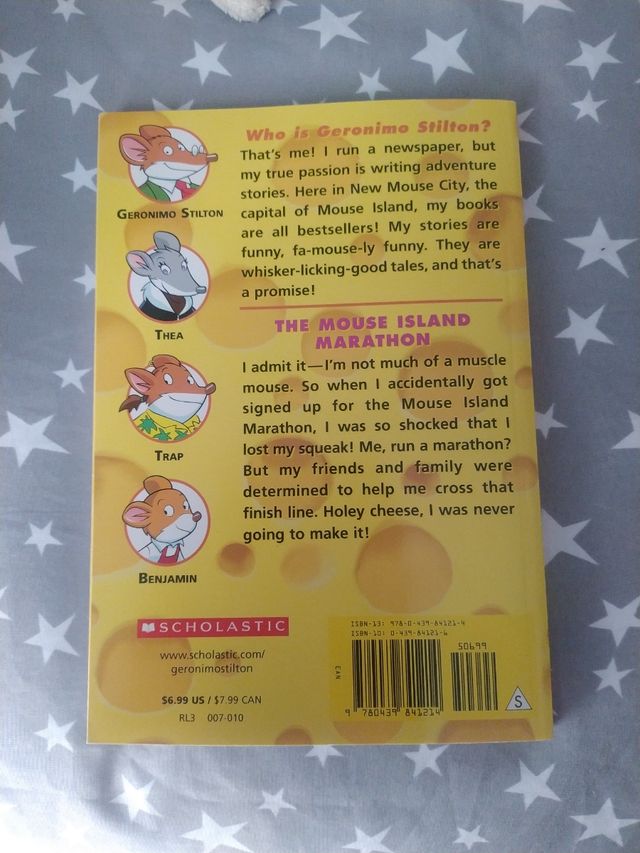 Who is Geronimo Stilton?
That's me! I run a newspaper, but
my true passion is writing adventure
stories. Here in New Mouse City, the
capital of Mouse Island, my books
are all bestsellers! My stories are
funny, fa-mouse-ly funny. They are
whisker-licking-good tales, and that's
a promise!
GERONIMO STILTON
THEA
TRAP
BENJAMIN
THE MOUSE ISLAND
MARATHON
I admit it—I'm not much of a muscle
mouse. So when I accidentally got
signed up for the Mouse Island
Marathon, I was so shocked that I
lost my squeak! Me, run a marathon?
But my friends and family were
determined to help me cross that
finish line. Holey cheese, I was never
going to make it!
SCHOLASTIC
www.scholastic.com/
geronimostilton
$6.99 US / $7.99 CAN
RL3 007-010
ISBN-13: 978-0-439-84121-4
ISBN-10: 0-439-84121-6
50699
EAN
9 780439 841214
S